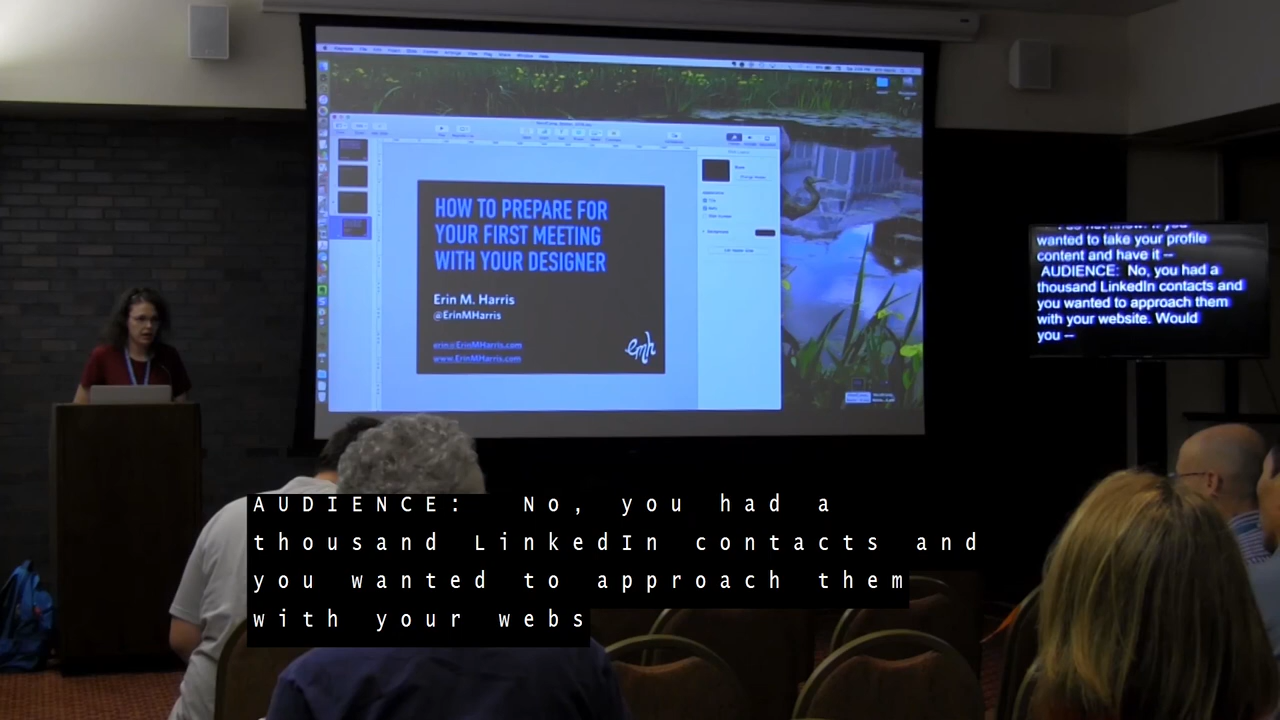 HOW TO PREPARE FOR
YOUR FIRST MEETING
WITH YOUR DESIGNER
Erin M. Harris
@ErinMHarris
erin@ErinMHarris.com
www.ErinMHarris.com
emh
wanted to take your profile
content and have it --
AUDIENCE: No, you had a
thousand LinkedIn contacts and
you wanted to approach them
with your website. Would
you --
AUDIENCE: No, you had a
thousand LinkedIn contacts and
you wanted to approach them
with your webs